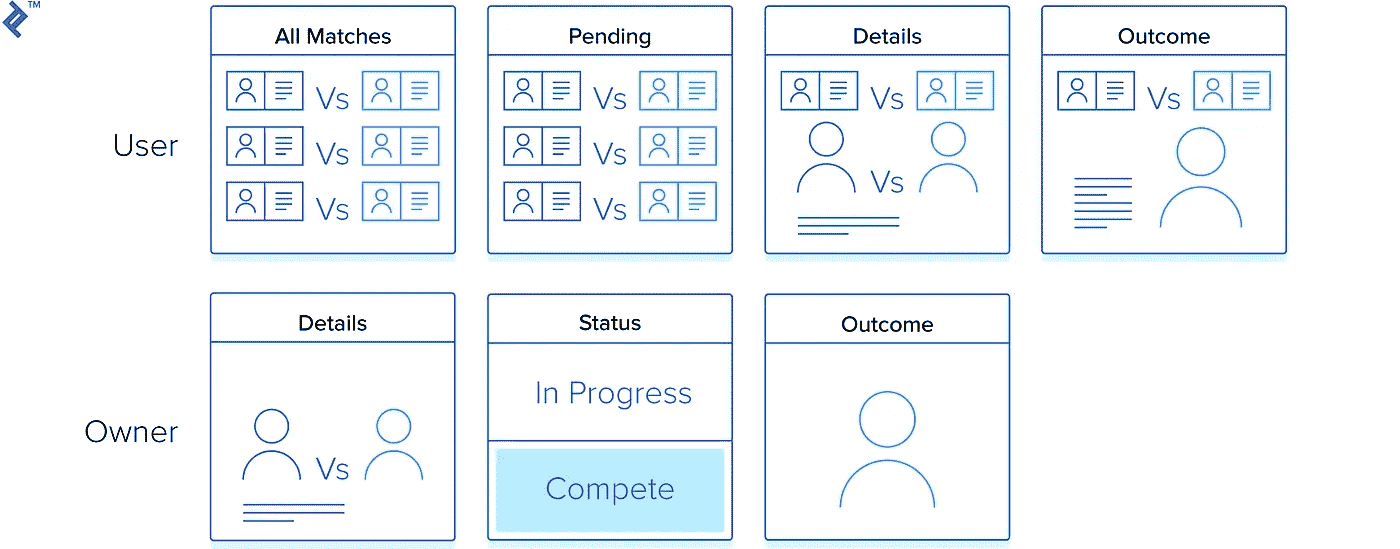 TM
All Matches
Pending
Details
Outcome
Vs Vs Vs Vs
User
Vs Vs Vs
Vs Vs
Details
Status
Outcome
In Progress
Owner
Vs
Compete